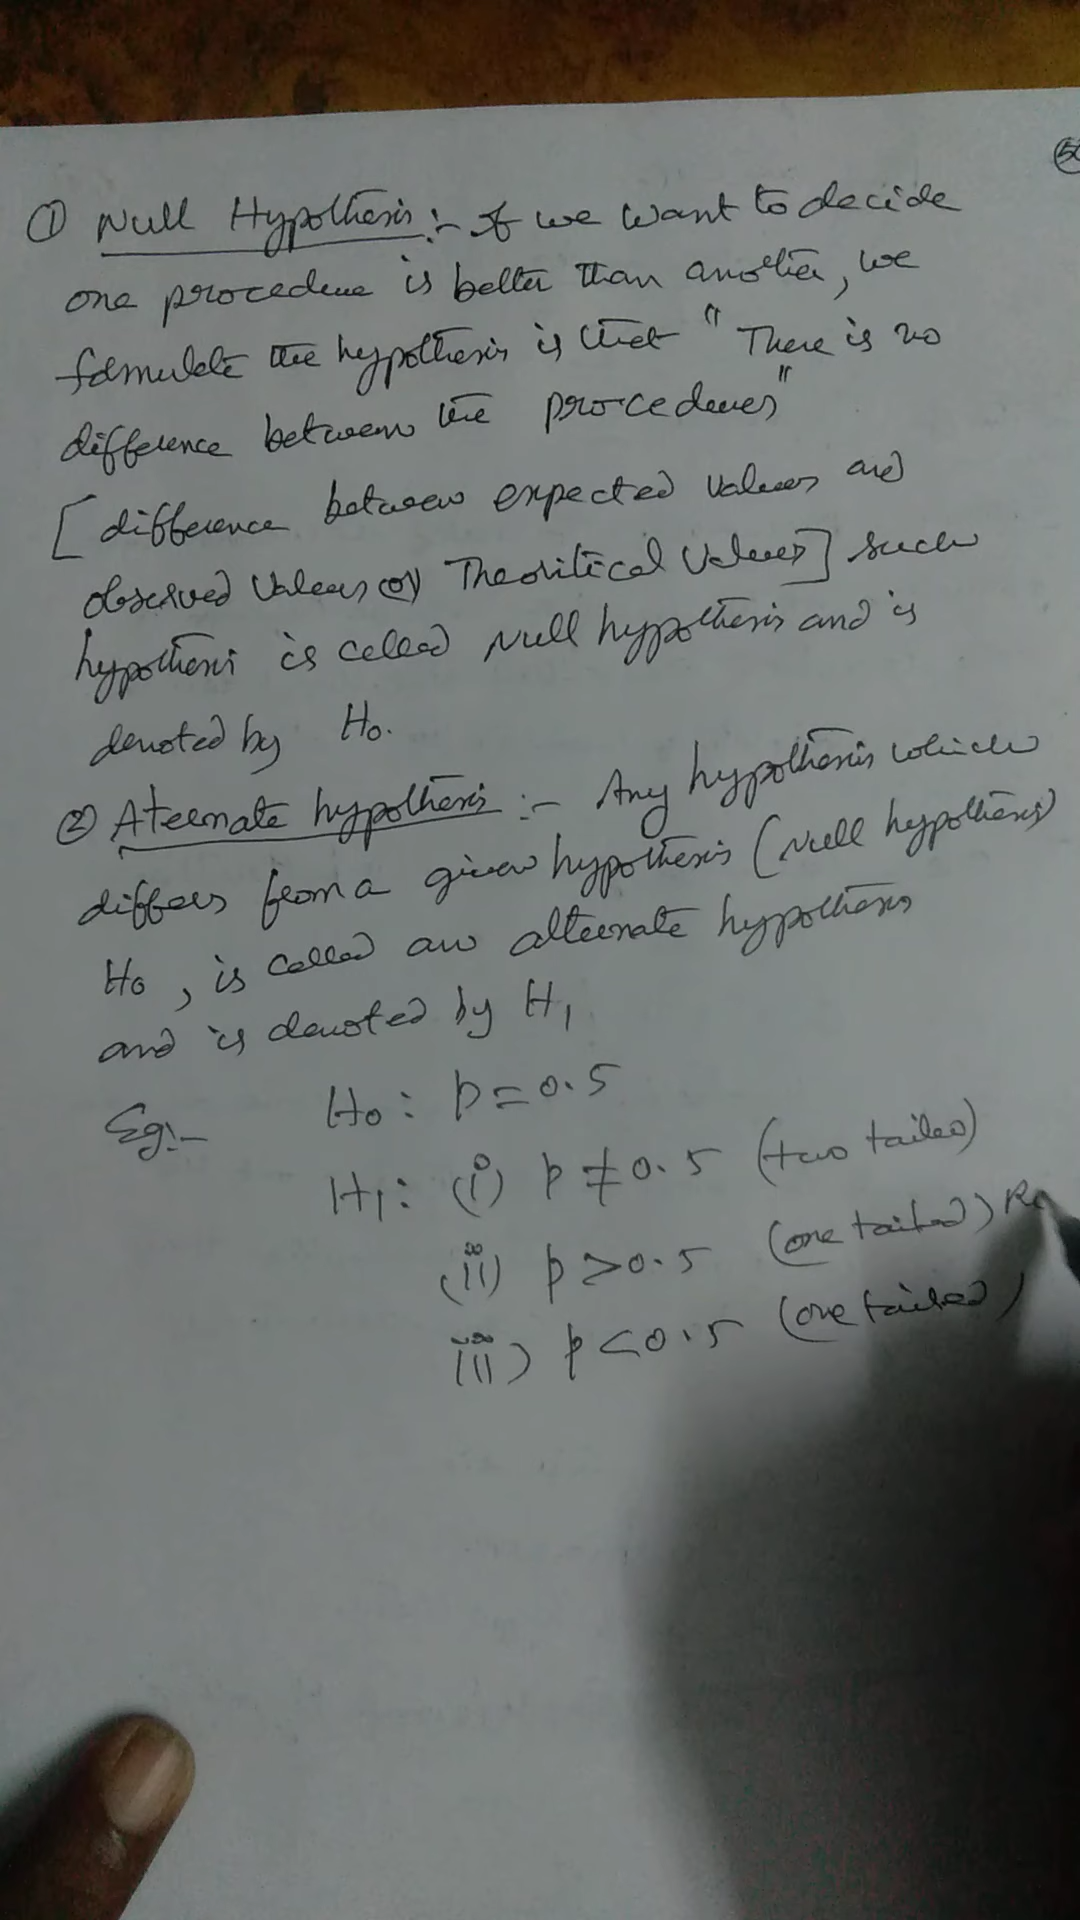 ① Null Hypothesis :- If we want to decide
one procedure is better than another, we
formulate the hypothesis is that " There is no
difference between the procedures"
[ difference between expected values and
observed values (or) Theoritical values] such
hypothesis is called Null hypothesis and is
denoted by H0.
② Aternate hypothesis :- Any hypothesis which
differs from a given hypothesis (Null hypothesis)
H0, is called an alternate hypothesis
and is denoted by H1
Eg:- H0: p=0.5
H1: (i) p≠0.5 (two tailed)
(ii) p>0.5 (one tailed)
iii) p<0.5 (one tailed)